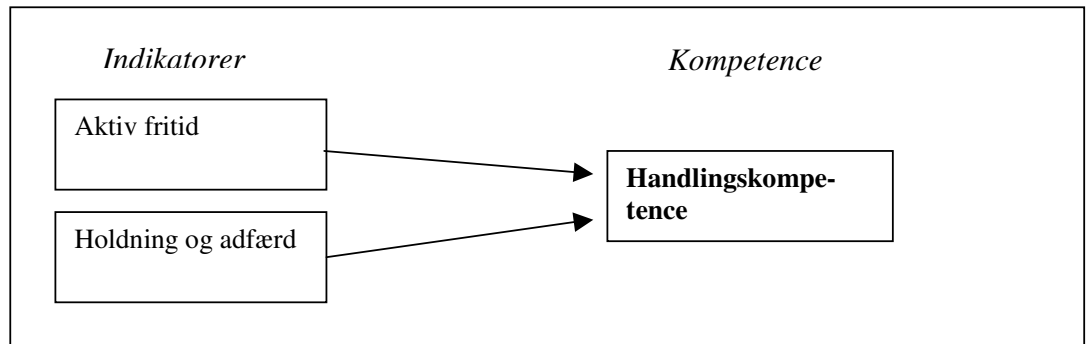 Indikatorer
Kompetence
Aktiv fritid
Handlingskompe-
tence
Holdning og adfærd